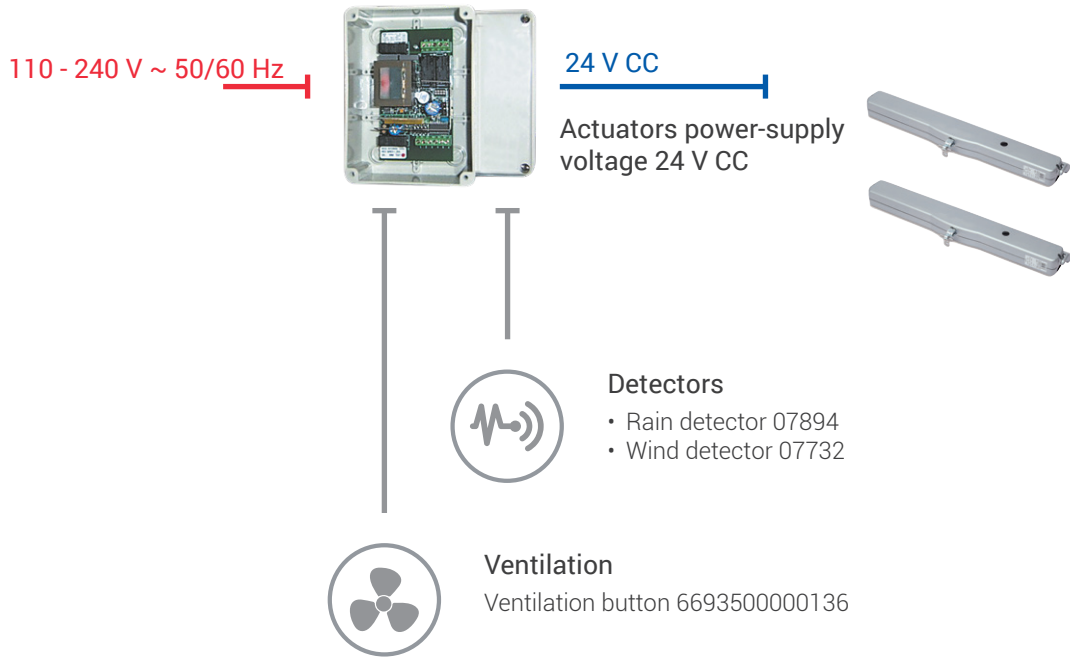 110 - 240 V ~ 50/60 Hz
24 V CC
Actuators power-supply
voltage 24 V CC
Detectors
• Rain detector 07894
• Wind detector 07732
Ventilation
Ventilation button 6693500000136